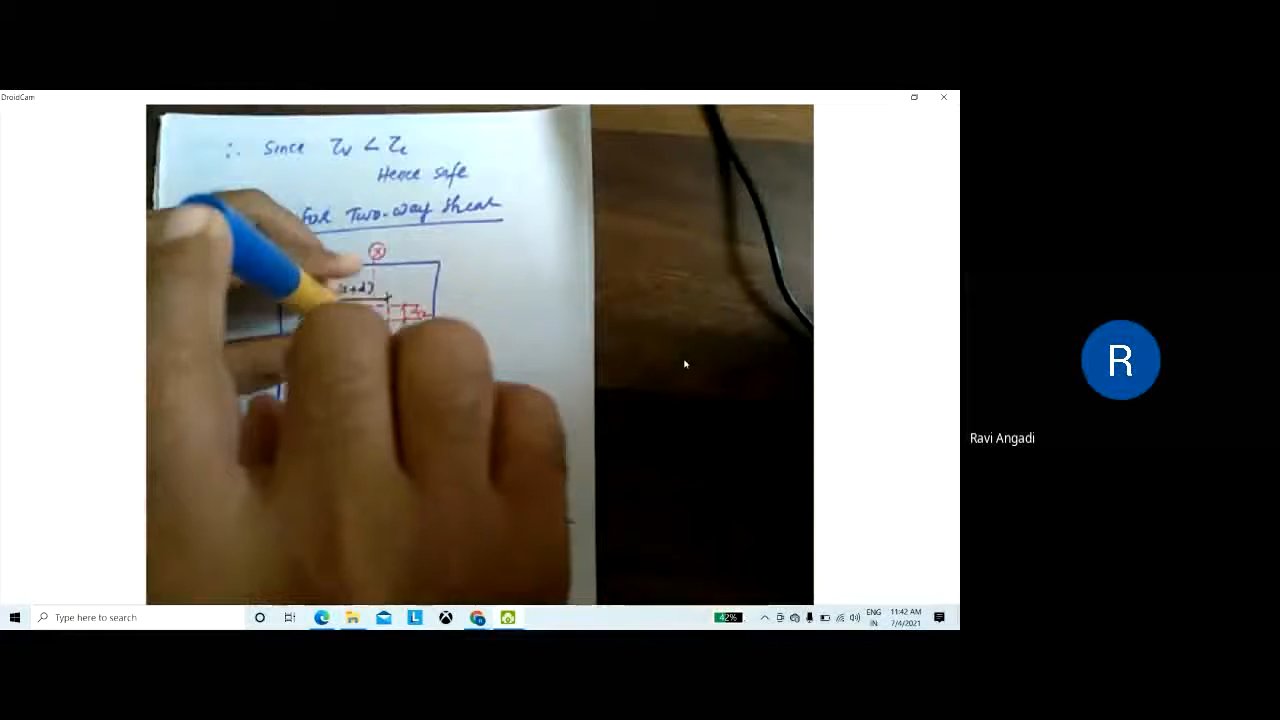 DroidCam
∴ Since τv < τc
Hence safe
for Two-way Shear
x
+d)
Type here to search
42%
ENG
IN
11:42 AM
7/4/2021
R
Ravi Angadi